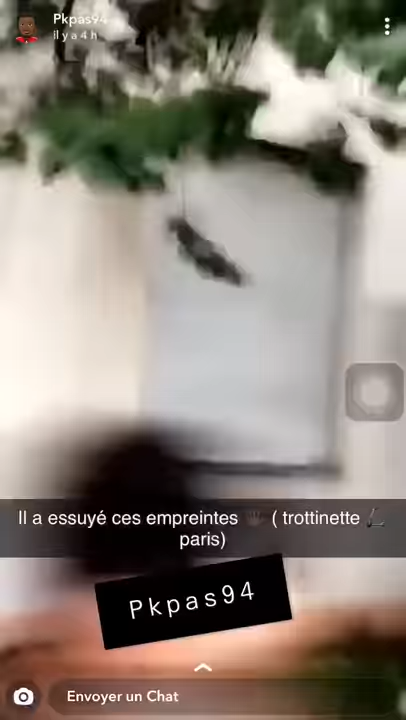 Pkpas94
il y a 4 h
Il a essuyé ces empreintes 🖐🏿 ( trottinette 🛴
paris)
Pkpas94
Envoyer un Chat